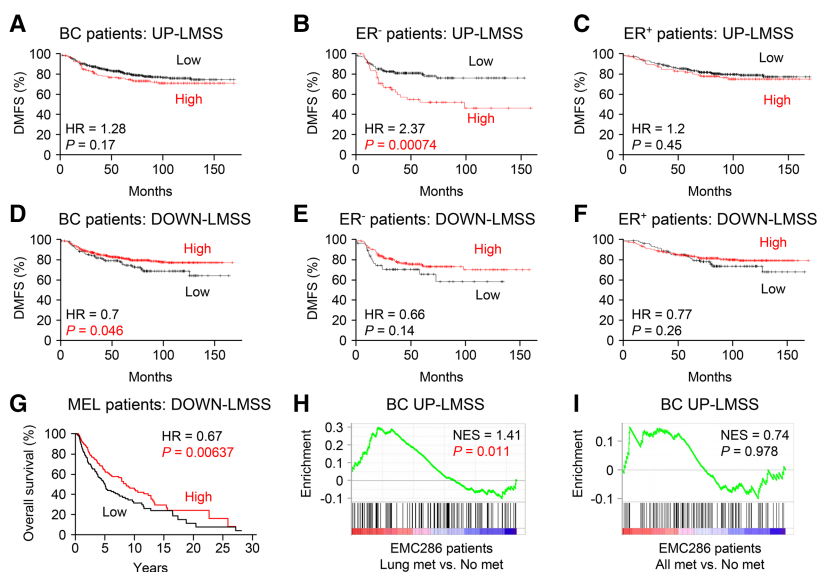 A
BC patients: UP-LMSS
DMFS (%)
100
80
60
40
20
0
Low
High
HR = 1.28
P = 0.17
0
50
100
150
Months
B
ER- patients: UP-LMSS
DMFS (%)
100
80
60
40
20
0
Low
High
HR = 2.37
P = 0.00074
0
50
100
150
Months
C
ER+ patients: UP-LMSS
DMFS (%)
100
80
60
40
20
0
Low
High
HR = 1.2
P = 0.45
0
50
100
150
Months
D
BC patients: DOWN-LMSS
DMFS (%)
100
80
60
40
20
0
High
Low
HR = 0.7
P = 0.046
0
50
100
150
Months
E
ER- patients: DOWN-LMSS
DMFS (%)
100
80
60
40
20
0
High
Low
HR = 0.66
P = 0.14
0
50
100
150
Months
F
ER+ patients: DOWN-LMSS
DMFS (%)
100
80
60
40
20
0
High
Low
HR = 0.77
P = 0.26
0
50
100
150
Months
G
MEL patients: DOWN-LMSS
Overall survival (%)
100
80
60
40
20
0
HR = 0.67
P = 0.00637
High
Low
0
5
10
15
20
25
30
Years
H
BC UP-LMSS
Enrichment
0.3
0.2
0.1
0
-0.1
NES = 1.41
P = 0.011
EMC286 patients
Lung met vs. No met
I
BC UP-LMSS
Enrichment
0.1
0
-0.1
NES = 0.74
P = 0.978
EMC286 patients
All met vs. No met